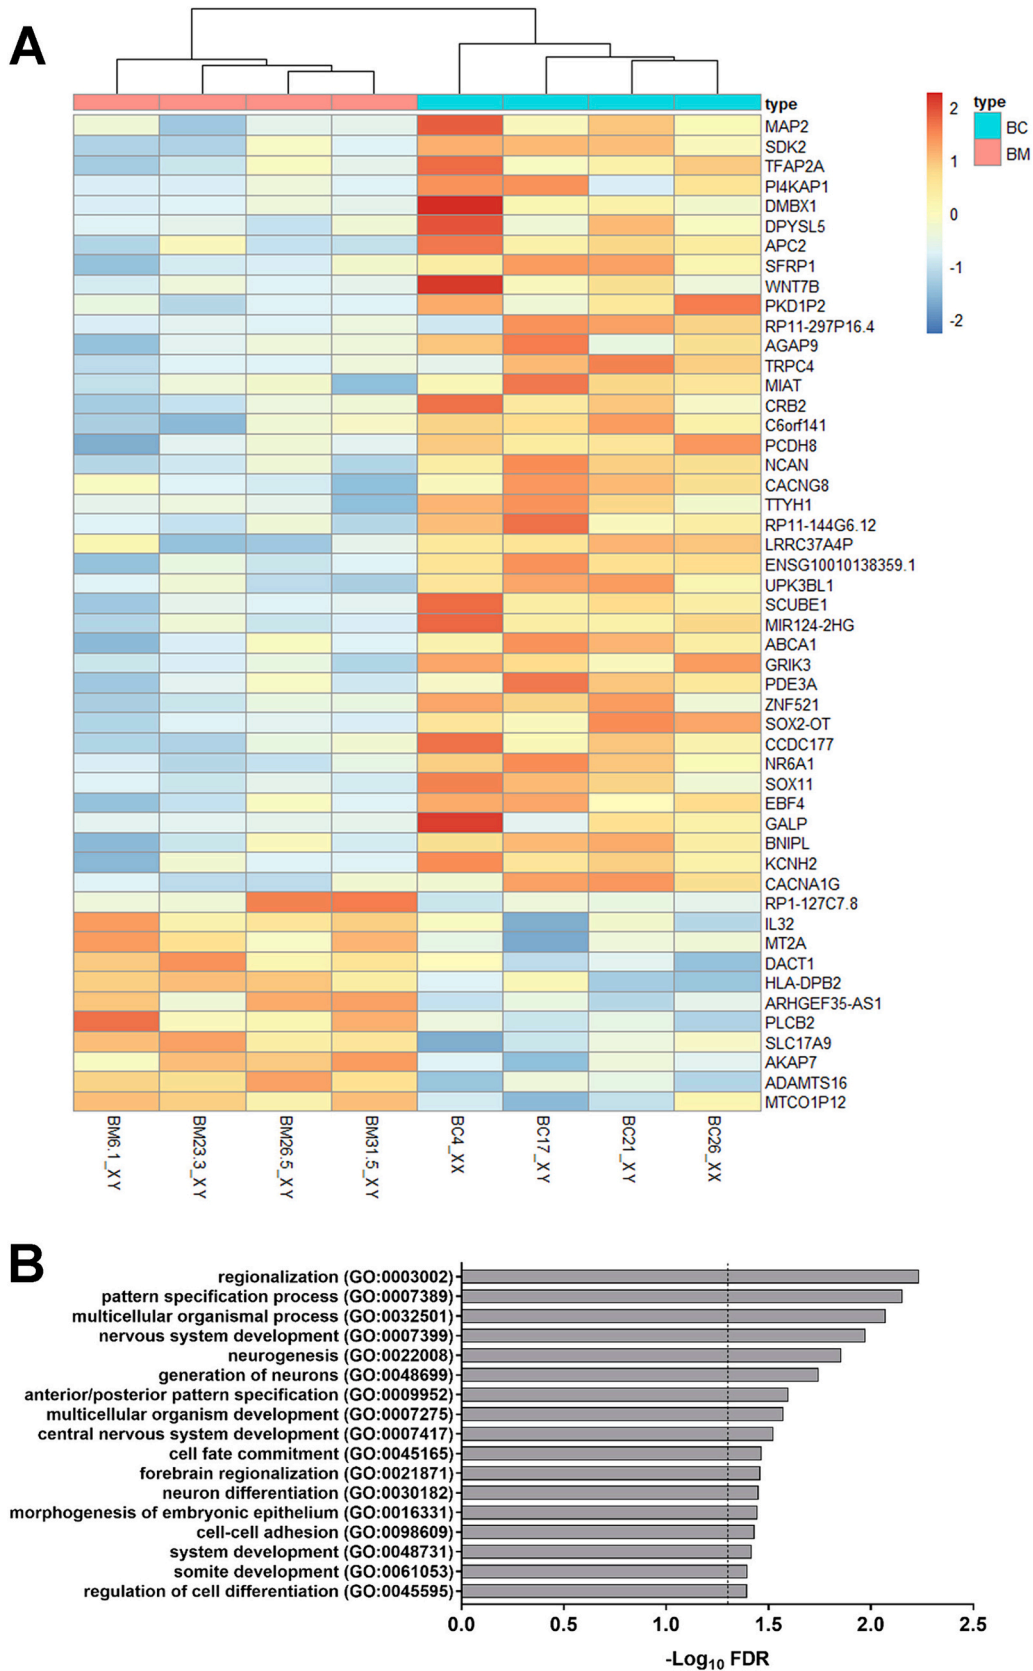 A
type
MAP2
SDK2
TFAP2A
PI4KAP1
DMBX1
DPYSL5
APC2
SFRP1
WNT7B
PKD1P2
RP11-297P16.4
AGAP9
TRPC4
MIAT
CRB2
C6orf141
PCDH8
NCAN
CACNG8
TTYH1
RP11-144G6.12
LRRC37A4P
ENSG10010138359.1
UPK3BL1
SCUBE1
MIR124-2HG
ABCA1
GRIK3
PDE3A
ZNF521
SOX2-OT
CCDC177
NR6A1
SOX11
EBF4
GALP
BNIPL
KCNH2
CACNA1G
RP1-127C7.8
IL32
MT2A
DACT1
HLA-DPB2
ARHGEF35-AS1
PLCB2
SLC17A9
AKAP7
ADAMTS16
MTCO1P12
2
1
0
-1
-2
type
BC
BM
BM6.1_XY
BM23.3_XY
BM26.5_XY
BM31.5_XY
BC4_XX
BC17_XY
BC21_XY
BC26_XX
B
regionalization (GO:0003002)
pattern specification process (GO:0007389)
multicellular organismal process (GO:0032501)
nervous system development (GO:0007399)
neurogenesis (GO:0022008)
generation of neurons (GO:0048699)
anterior/posterior pattern specification (GO:0009952)
multicellular organism development (GO:0007275)
central nervous system development (GO:0007417)
cell fate commitment (GO:0045165)
forebrain regionalization (GO:0021871)
neuron differentiation (GO:0030182)
morphogenesis of embryonic epithelium (GO:0016331)
cell-cell adhesion (GO:0098609)
system development (GO:0048731)
somite development (GO:0061053)
regulation of cell differentiation (GO:0045595)
0.0 0.5 1.0 1.5 2.0 2.5
-Log10 FDR